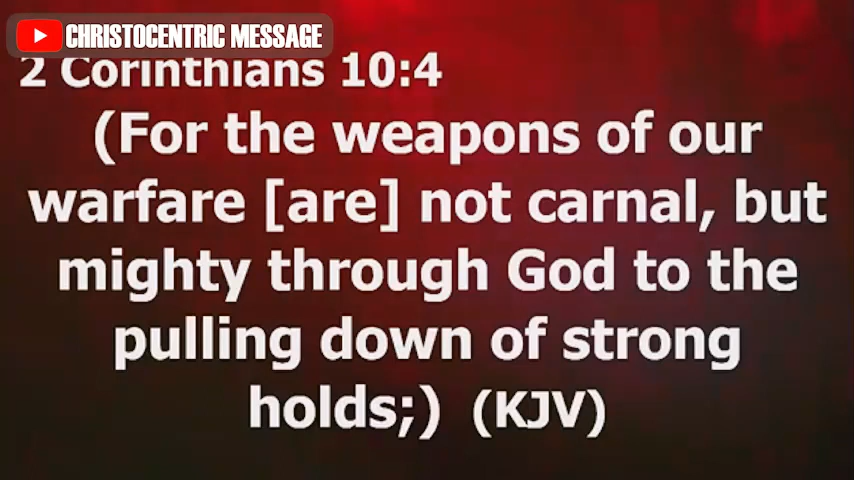 CHRISTOCENTRIC MESSAGE
2 Corinthians 10:4
(For the weapons of our
warfare [are] not carnal, but
mighty through God to the
pulling down of strong
holds;) (KJV)